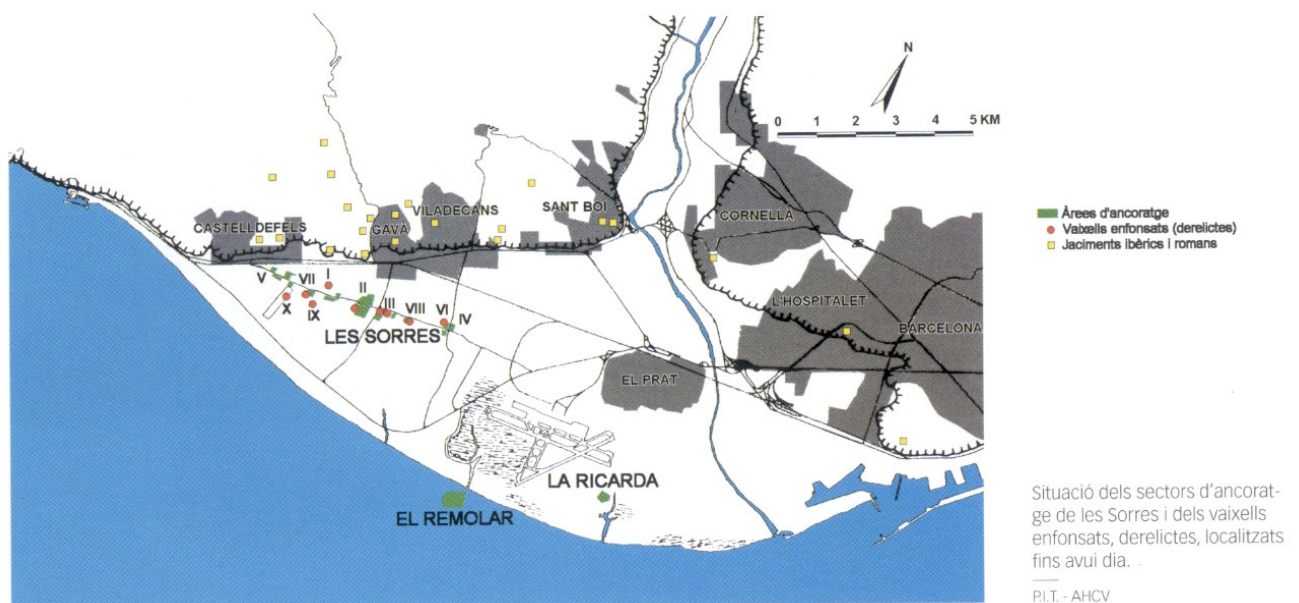 N
0 1 2 3 4 5 KM
CASTELLDEFELS
GAVÀ
VILADECANS
SANT BOI
CORNELLA
L'HOSPITALET
BARCELONA
EL PRAT
V
VII
I
II
III
VIII
VI
IV
X
IX
LES SORRES
LA RICARDA
EL REMOLAR
Àrees d'ancoratge
Vaixells enfonsats (derelictes)
Jaciments ibèrics i romans
Situació dels sectors d'ancorat-
ge de les Sorres i dels vaixells
enfonsats, derelictes, localitzats
fins avui dia.
P.I.T. - AHCV